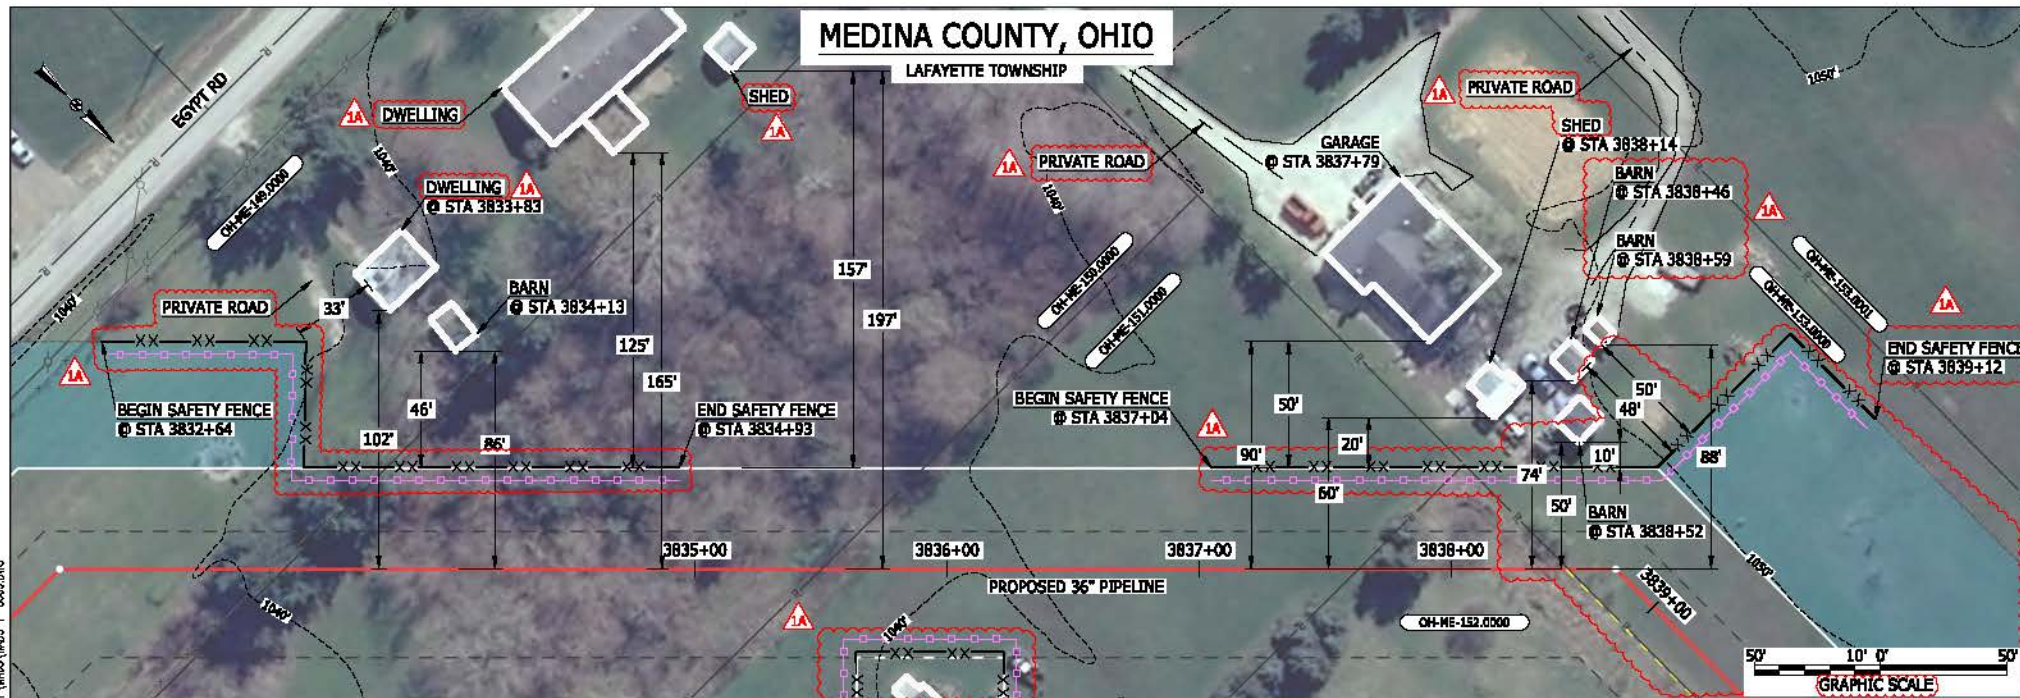 MEDINA COUNTY, OHIO
LAFAYETTE TOWNSHIP
EGYPT RD
R
R
R
1A
DWELLING
SHED
1A
1040'
DWELLING
1A
@ STA 3833+83
OH-ME-149.0000
1A
PRIVATE ROAD
1040'
GARAGE
@ STA 3837+79
1A
PRIVATE ROAD
1050'
SHED
@ STA 3838+14
BARN
@ STA 3838+46
1A
BARN
@ STA 3838+59
OH-ME-150.0000
OH-ME-151.0000
OH-ME-153.0001
OH-ME-153.0000
1040'
PRIVATE ROAD
33'
BARN
@ STA 3834+13
157'
197'
125'
165'
1A
BEGIN SAFETY FENCE
@ STA 3832+64
46'
102'
86'
END SAFETY FENCE
@ STA 3834+93
BEGIN SAFETY FENCE
@ STA 3837+04
1A
50'
20'
90'
60'
74'
50'
10'
50'
48'
88'
1A
END SAFETY FENCE
@ STA 3839+12
BARN
@ STA 3838+52
3835+00
3836+00
3837+00
3838+00
3839+00
PROPOSED 36" PIPELINE
1040'
1A
1040'
OH-ME-152.0000
1050'
50' 10' 0' 50'
GRAPHIC SCALE